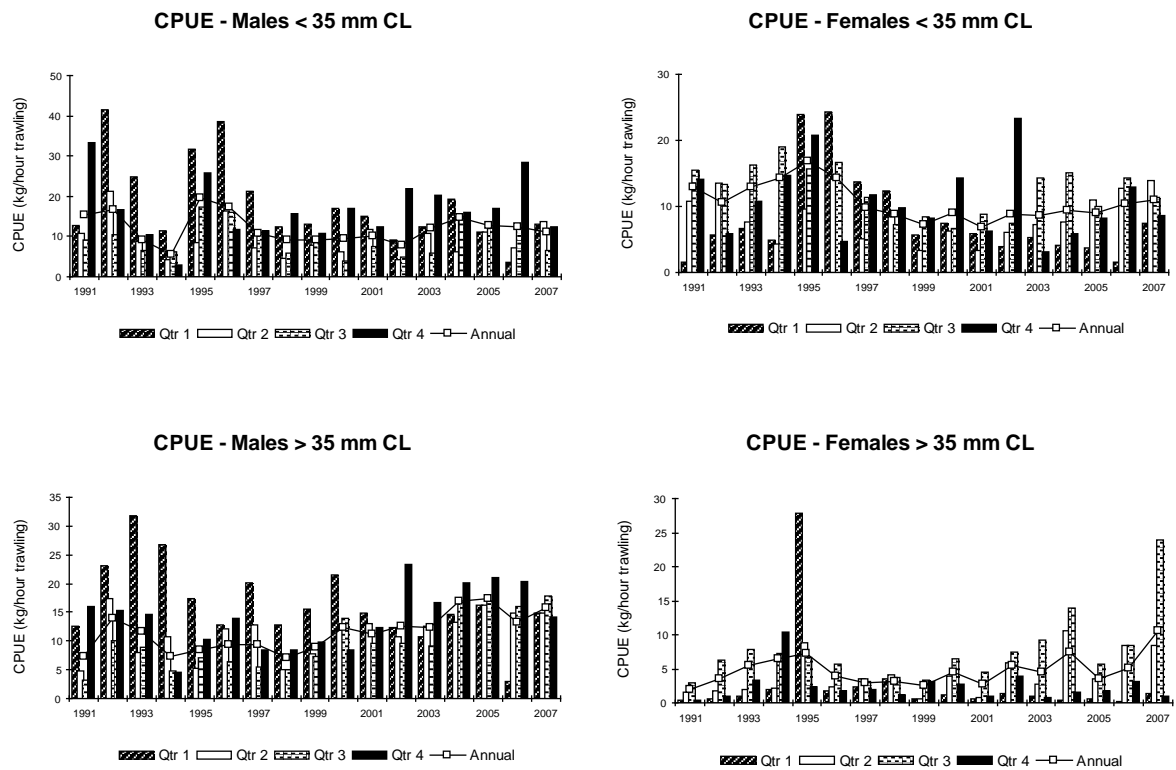 CPUE - Males < 35 mm CL
CPUE (kg/hour trawling)
50
40
30
20
10
0
1991 1993 1995 1997 1999 2001 2003 2005 2007
Qtr 1 Qtr 2 Qtr 3 Qtr 4 Annual
CPUE - Females < 35 mm CL
CPUE (kg/hour trawling)
30
20
10
0
1991 1993 1995 1997 1999 2001 2003 2005 2007
Qtr 1 Qtr 2 Qtr 3 Qtr 4 Annual
CPUE - Males > 35 mm CL
CPUE (kg/hour trawling)
35
30
25
20
15
10
5
0
1991 1993 1995 1997 1999 2001 2003 2005 2007
Qtr 1 Qtr 2 Qtr 3 Qtr 4 Annual
CPUE - Females > 35 mm CL
CPUE (kg/hour trawling)
30
25
20
15
10
5
0
1991 1993 1995 1997 1999 2001 2003 2005 2007
Qtr 1 Qtr 2 Qtr 3 Qtr 4 Annual